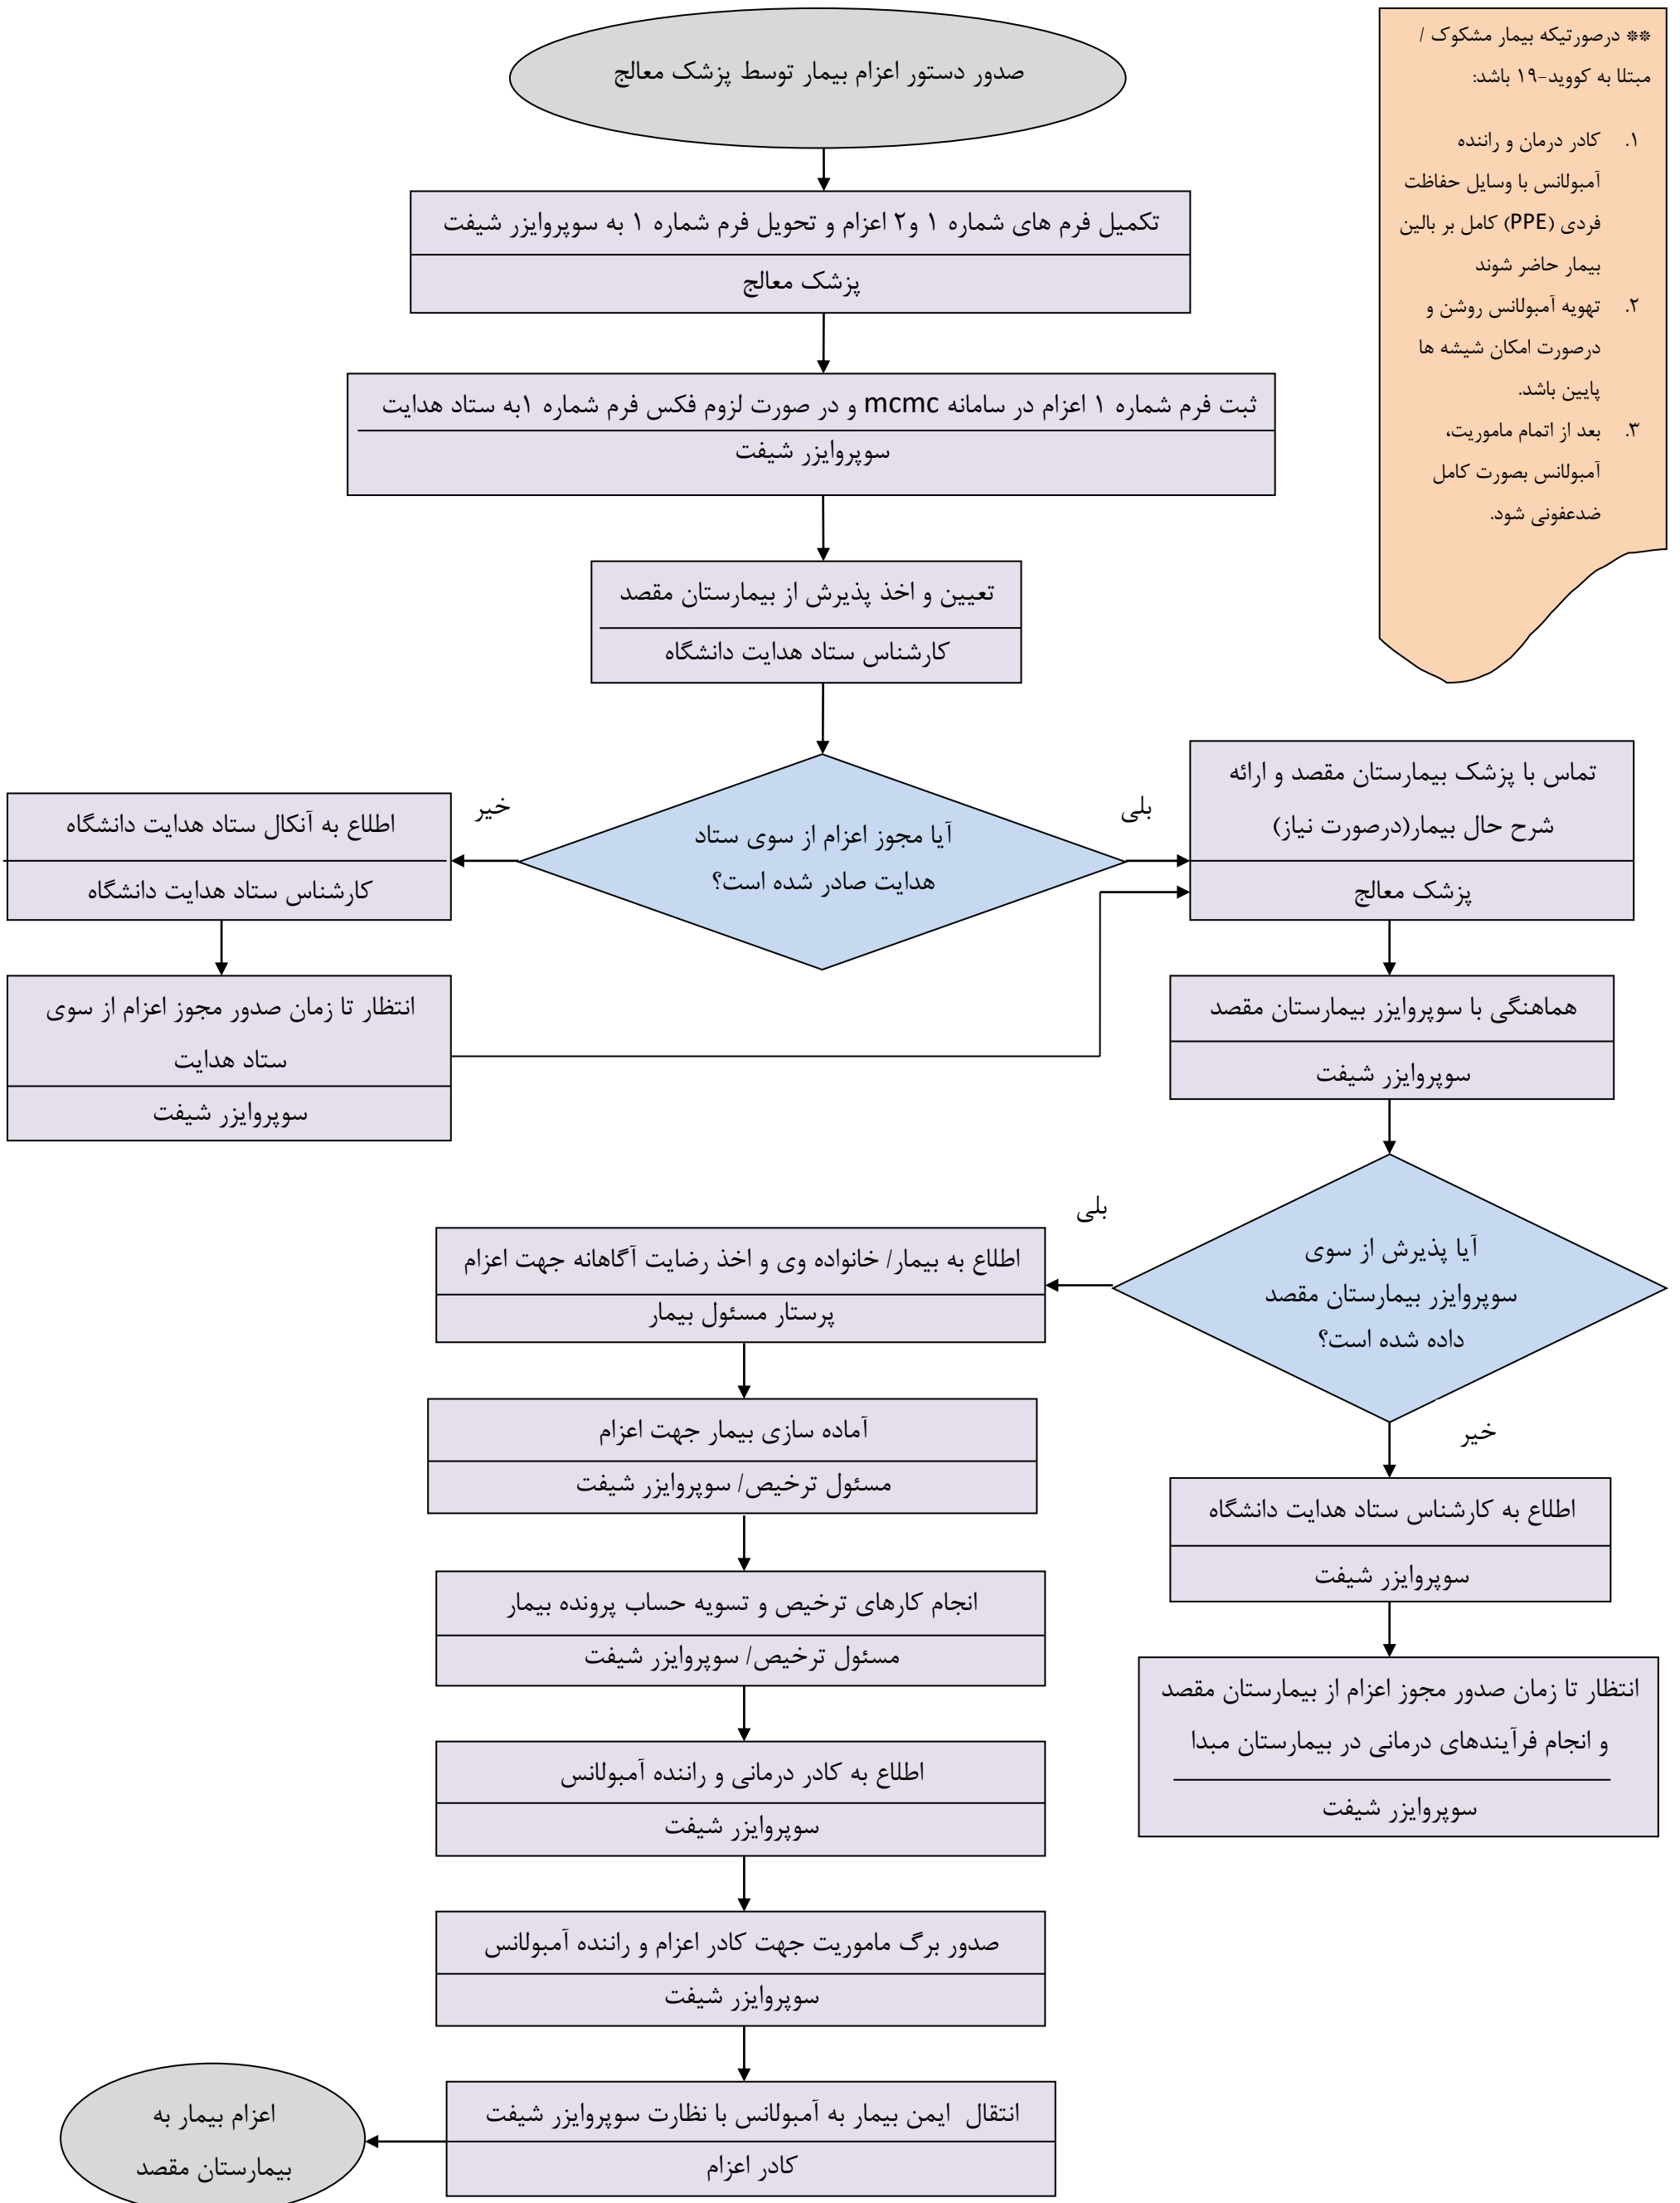 صدور دستور اعزام بیمار توسط پزشک معالج
** درصورتیکه بیمار مشکوک /
مبتلا به کووید-۱۹ باشد:
۱. کادر درمان و راننده
آمبولانس با وسایل حفاظت
فردی (PPE) کامل بر بالین
بیمار حاضر شوند
۲. تهویه آمبولانس روشن و
درصورت امکان شیشه ها
پایین باشد.
۳. بعد از اتمام ماموریت،
آمبولانس بصورت کامل
ضدعفونی شود.
تکمیل فرم های شماره ۱ و۲ اعزام و تحویل فرم شماره ۱ به سوپروایزر شیفت
پزشک معالج
ثبت فرم شماره ۱ اعزام در سامانه mcmc و در صورت لزوم فکس فرم شماره ۱به ستاد هدایت
سوپروایزر شیفت
تعیین و اخذ پذیرش از بیمارستان مقصد
کارشناس ستاد هدایت دانشگاه
آیا مجوز اعزام از سوی ستاد
هدایت صادر شده است؟
بلی
خیر
تماس با پزشک بیمارستان مقصد و ارائه
شرح حال بیمار(درصورت نیاز)
پزشک معالج
اطلاع به آنکال ستاد هدایت دانشگاه
کارشناس ستاد هدایت دانشگاه
انتظار تا زمان صدور مجوز اعزام از سوی
ستاد هدایت
سوپروایزر شیفت
هماهنگی با سوپروایزر بیمارستان مقصد
سوپروایزر شیفت
آیا پذیرش از سوی
سوپروایزر بیمارستان مقصد
داده شده است؟
بلی
خیر
اطلاع به بیمار/ خانواده وی و اخذ رضایت آگاهانه جهت اعزام
پرستار مسئول بیمار
آماده سازی بیمار جهت اعزام
مسئول ترخیص/ سوپروایزر شیفت
اطلاع به کارشناس ستاد هدایت دانشگاه
سوپروایزر شیفت
انجام کارهای ترخیص و تسویه حساب پرونده بیمار
مسئول ترخیص/ سوپروایزر شیفت
انتظار تا زمان صدور مجوز اعزام از بیمارستان مقصد
و انجام فرآیندهای درمانی در بیمارستان مبدا
سوپروایزر شیفت
اطلاع به کادر درمانی و راننده آمبولانس
سوپروایزر شیفت
صدور برگ ماموریت جهت کادر اعزام و راننده آمبولانس
سوپروایزر شیفت
انتقال ایمن بیمار به آمبولانس با نظارت سوپروایزر شیفت
کادر اعزام
اعزام بیمار به
بیمارستان مقصد